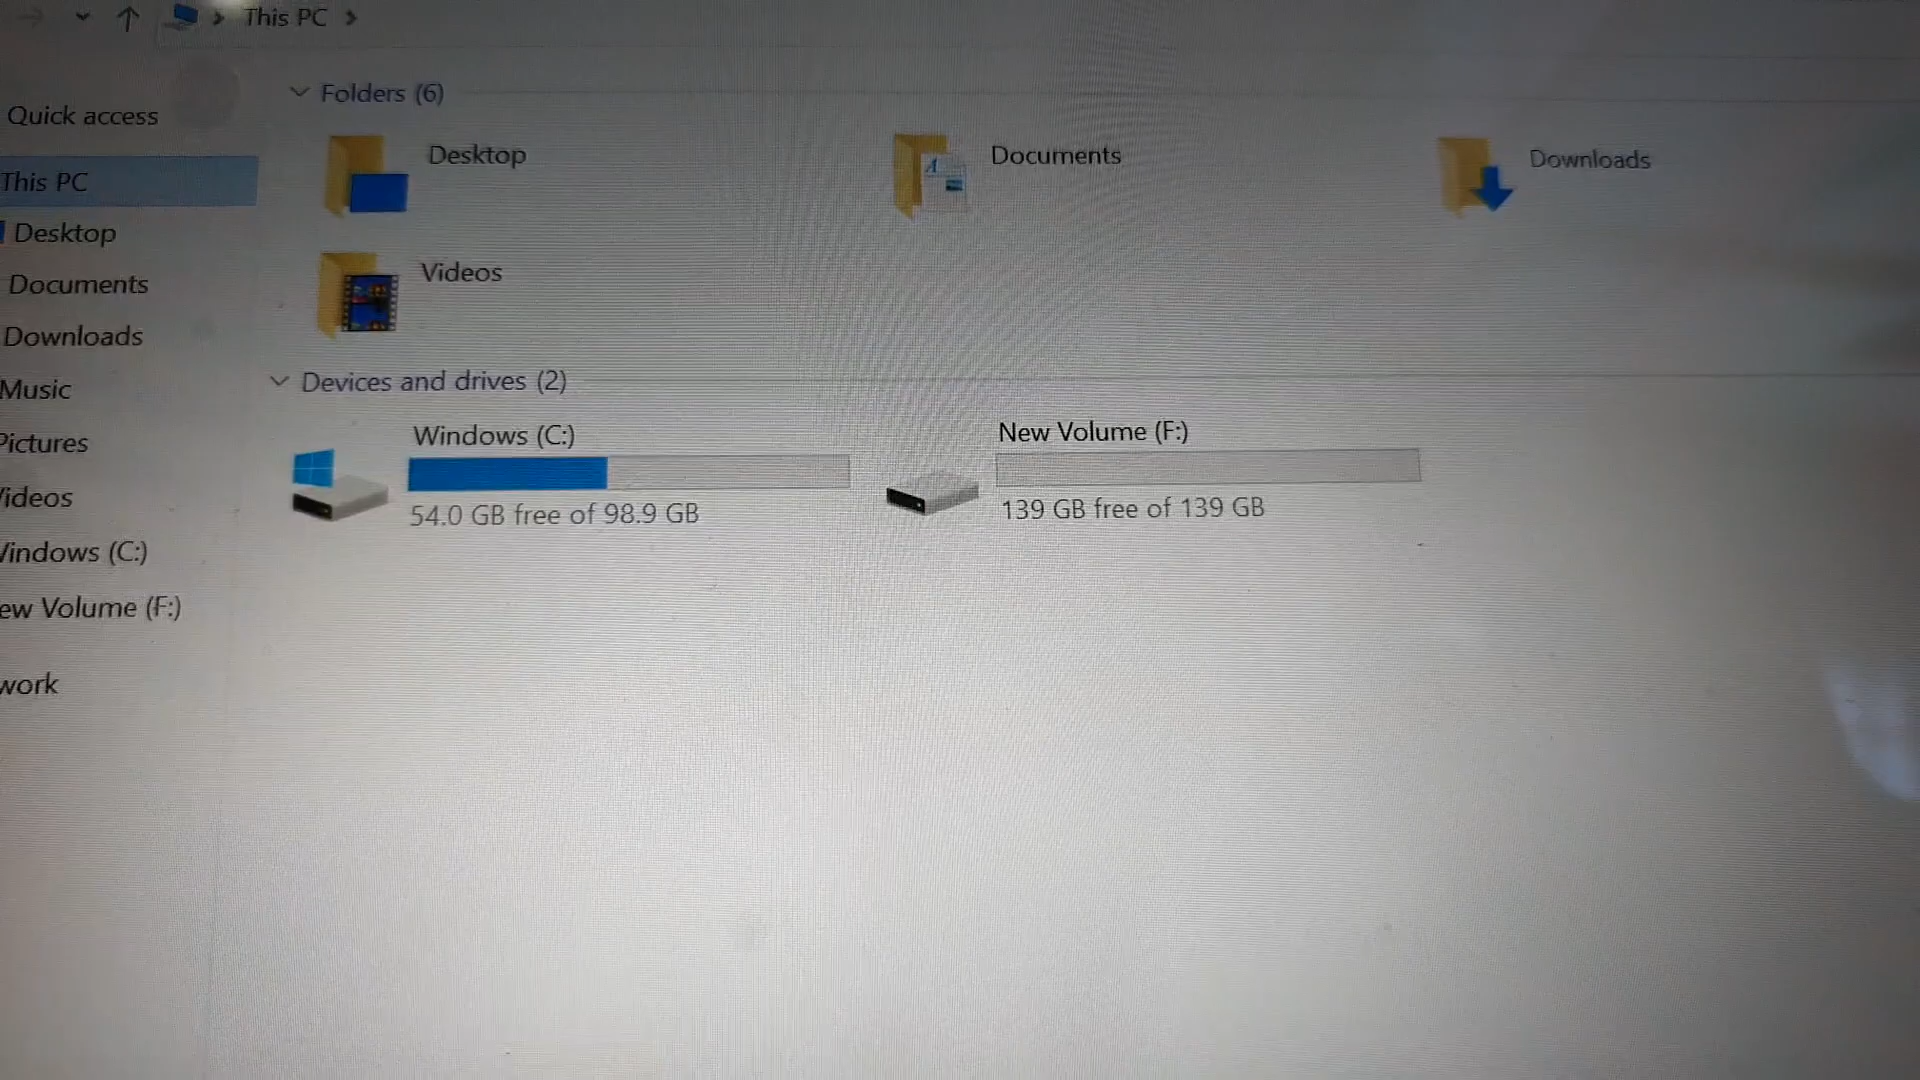 This PC
Quick access
This PC
Desktop
Documents
Downloads
Music
Pictures
Videos
Windows (C:)
ew Volume (F:)
work
Folders (6)
Desktop
Documents
Downloads
Videos
Devices and drives (2)
Windows (C:)
54.0 GB free of 98.9 GB
New Volume (F:)
139 GB free of 139 GB